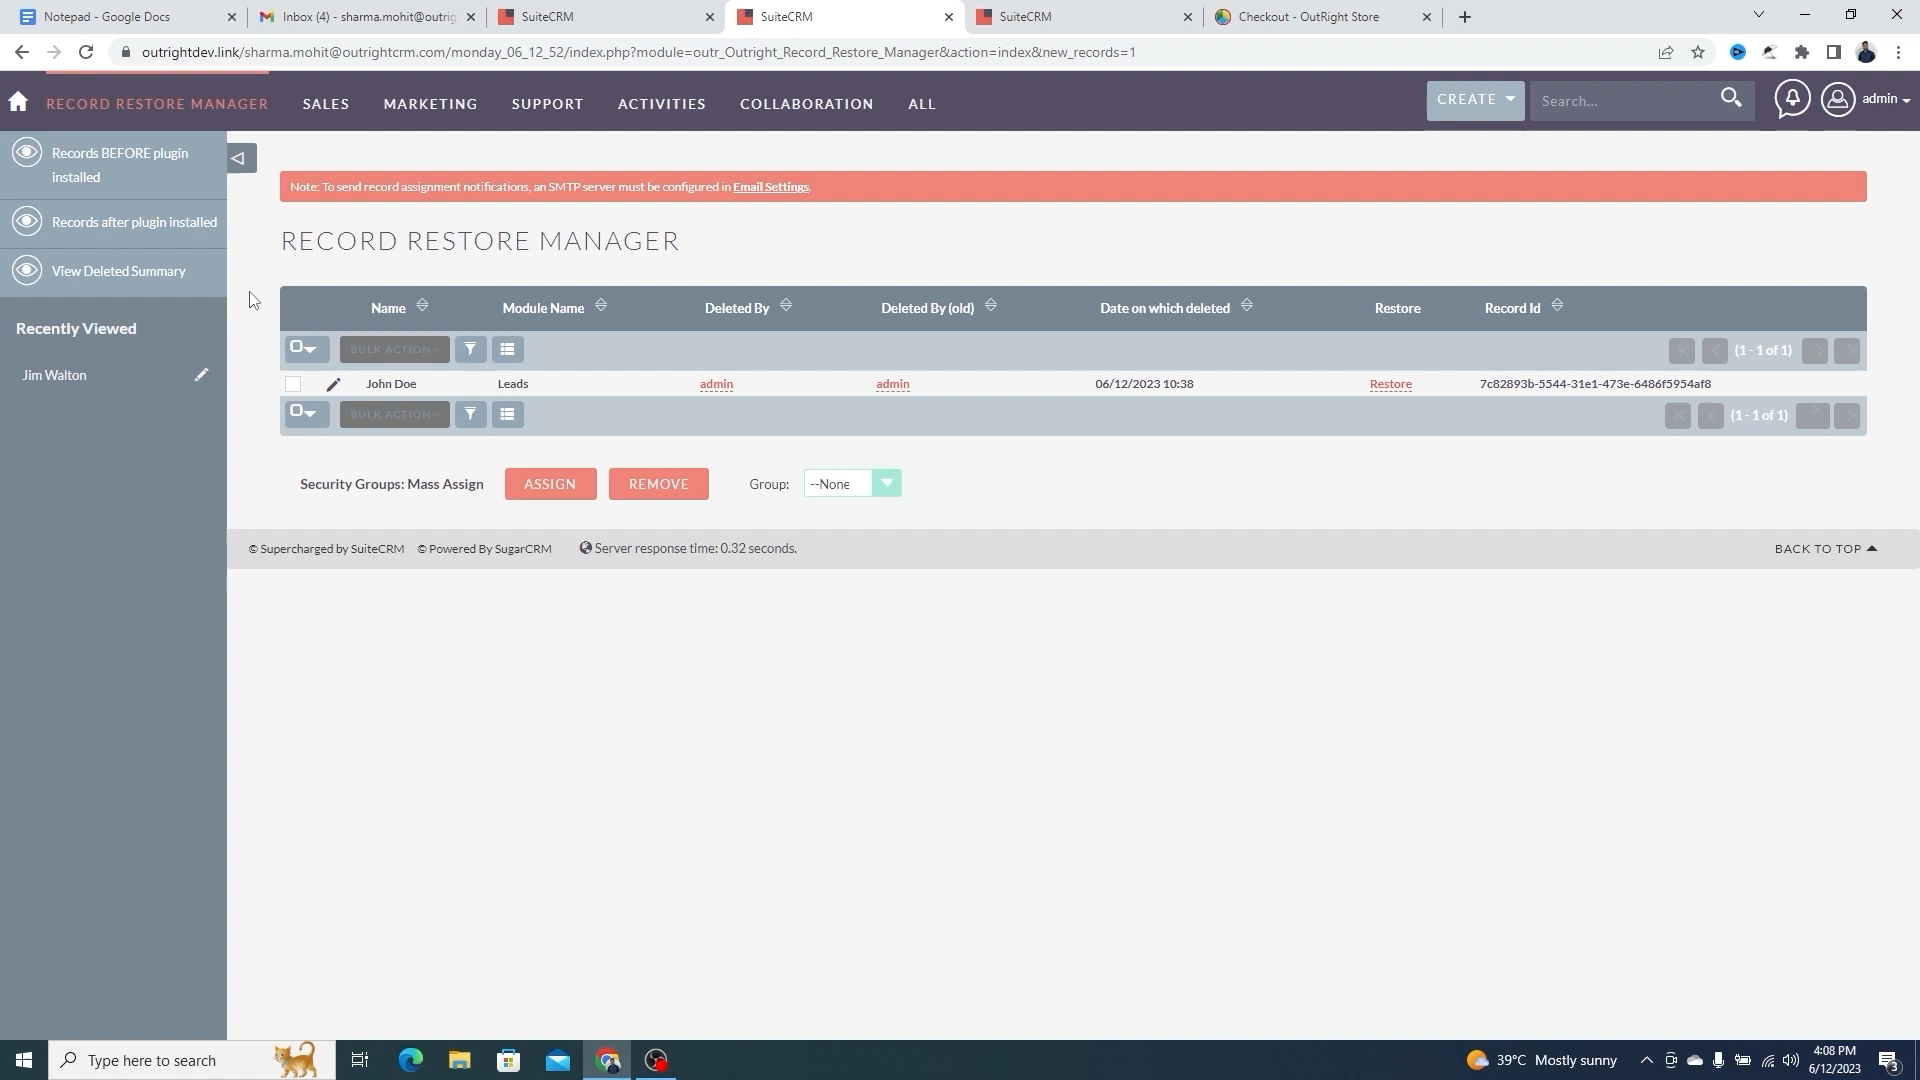 Notepad - Google Docs
Inbox (4) - sharma.mohit@outrig
SuiteCRM
SuiteCRM
SuiteCRM
Checkout - OutRight Store
outrightdev.link/sharma.mohit@outrightcrm.com/monday_06_12_52/index.php?module=outr_Outright_Record_Restore_Manager&action=index&new_records=1
RECORD RESTORE MANAGER SALES MARKETING SUPPORT ACTIVITIES COLLABORATION ALL CREATE Search... admin
Records BEFORE plugin
installed
Records after plugin installed
View Deleted Summary
Recently Viewed
Jim Walton
Note: To send record assignment notifications, an SMTP server must be configured in Email Settings.
RECORD RESTORE MANAGER
Name Module Name Deleted By Deleted By (old) Date on which deleted Restore Record Id
BULK ACTION (1 - 1 of 1)
John Doe Leads admin admin 06/12/2023 10:38 Restore 7c82893b-5544-31e1-473e-6486f5954af8
BULK ACTION (1 - 1 of 1)
Security Groups: Mass Assign ASSIGN REMOVE Group: --None
© Supercharged by SuiteCRM © Powered By SugarCRM Server response time: 0.32 seconds. BACK TO TOP
Type here to search
39°C Mostly sunny
4:08 PM
6/12/2023
3